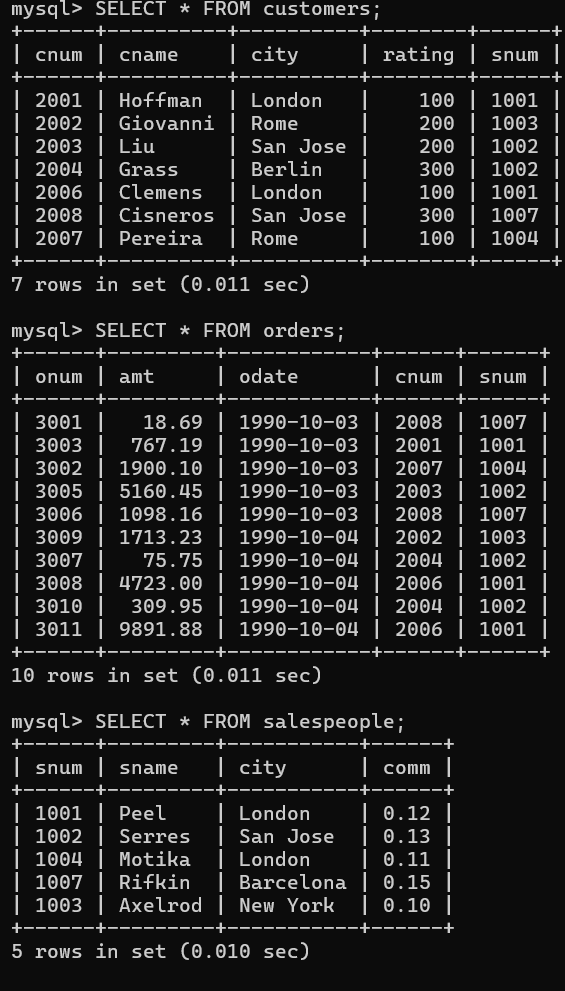 mysql> SELECT * FROM customers;
+------+----------+----------+--------+------+
| cnum | cname    | city     | rating | snum |
+------+----------+----------+--------+------+
| 2001 | Hoffman  | London   |    100 | 1001 |
| 2002 | Giovanni | Rome     |    200 | 1003 |
| 2003 | Liu      | San Jose |    200 | 1002 |
| 2004 | Grass    | Berlin   |    300 | 1002 |
| 2006 | Clemens  | London   |    100 | 1001 |
| 2008 | Cisneros | San Jose |    300 | 1007 |
| 2007 | Pereira  | Rome     |    100 | 1004 |
+------+----------+----------+--------+------+
7 rows in set (0.011 sec)

mysql> SELECT * FROM orders;
+------+---------+------------+------+------+
| onum | amt     | odate      | cnum | snum |
+------+---------+------------+------+------+
| 3001 |   18.69 | 1990-10-03 | 2008 | 1007 |
| 3003 |  767.19 | 1990-10-03 | 2001 | 1001 |
| 3002 | 1900.10 | 1990-10-03 | 2007 | 1004 |
| 3005 | 5160.45 | 1990-10-03 | 2003 | 1002 |
| 3006 | 1098.16 | 1990-10-03 | 2008 | 1007 |
| 3009 | 1713.23 | 1990-10-04 | 2002 | 1003 |
| 3007 |   75.75 | 1990-10-04 | 2004 | 1002 |
| 3008 | 4723.00 | 1990-10-04 | 2006 | 1001 |
| 3010 |  309.95 | 1990-10-04 | 2004 | 1002 |
| 3011 | 9891.88 | 1990-10-04 | 2006 | 1001 |
+------+---------+------------+------+------+
10 rows in set (0.011 sec)

mysql> SELECT * FROM salespeople;
+------+---------+-----------+------+
| snum | sname   | city      | comm |
+------+---------+-----------+------+
| 1001 | Peel    | London    | 0.12 |
| 1002 | Serres  | San Jose  | 0.13 |
| 1004 | Motika  | London    | 0.11 |
| 1007 | Rifkin  | Barcelona | 0.15 |
| 1003 | Axelrod | New York  | 0.10 |
+------+---------+-----------+------+
5 rows in set (0.010 sec)